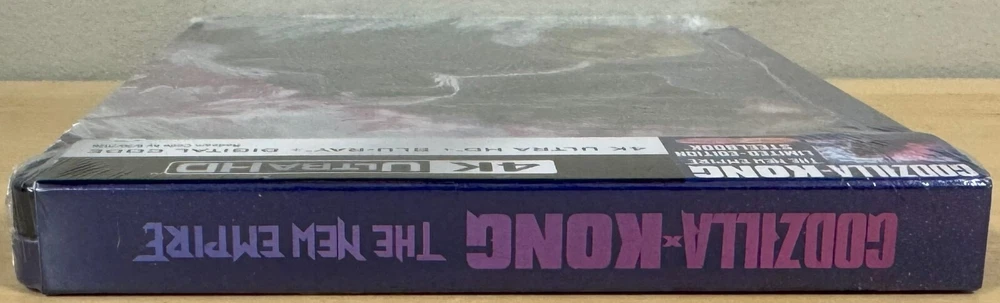 GODZILLA x KONG THE NEW EMPIRE
GODZILLA x KONG
THE NEW EMPIRE
LIMITED EDITION
STEELBOOK
4K ULTRA HD
4K ULTRA HD + BLU-RAY + DIGITAL CODE